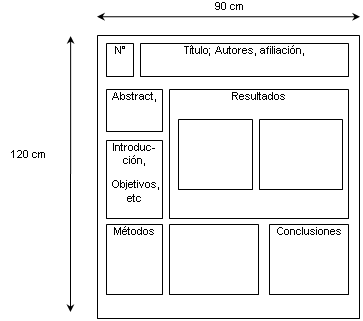 90 cm
N°
Título; Autores, afiliación,
120 cm
Abstract,
Resultados
Introduc-
ción,
Objetivos,
etc
Métodos
Conclusiones